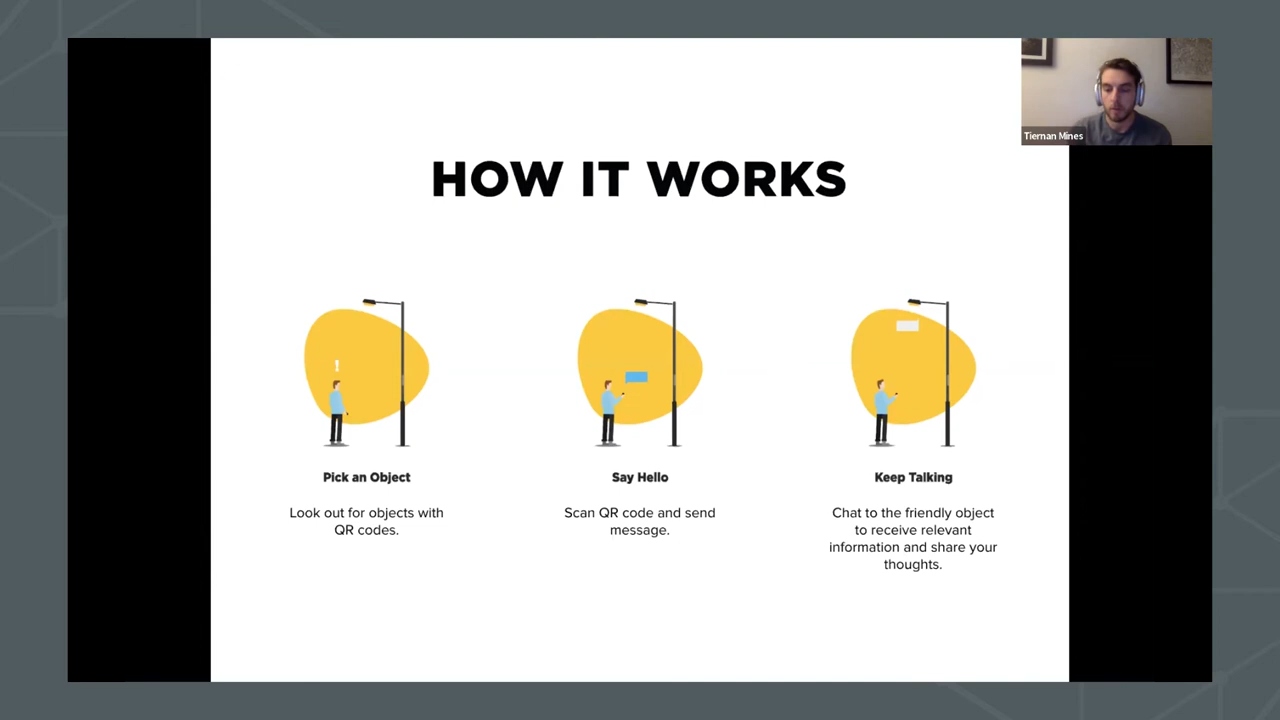 Tiernan Mines
HOW IT WORKS
!
Pick an Object
Look out for objects with
QR codes.
Say Hello
Scan QR code and send
message.
Keep Talking
Chat to the friendly object
to receive relevant
information and share your
thoughts.